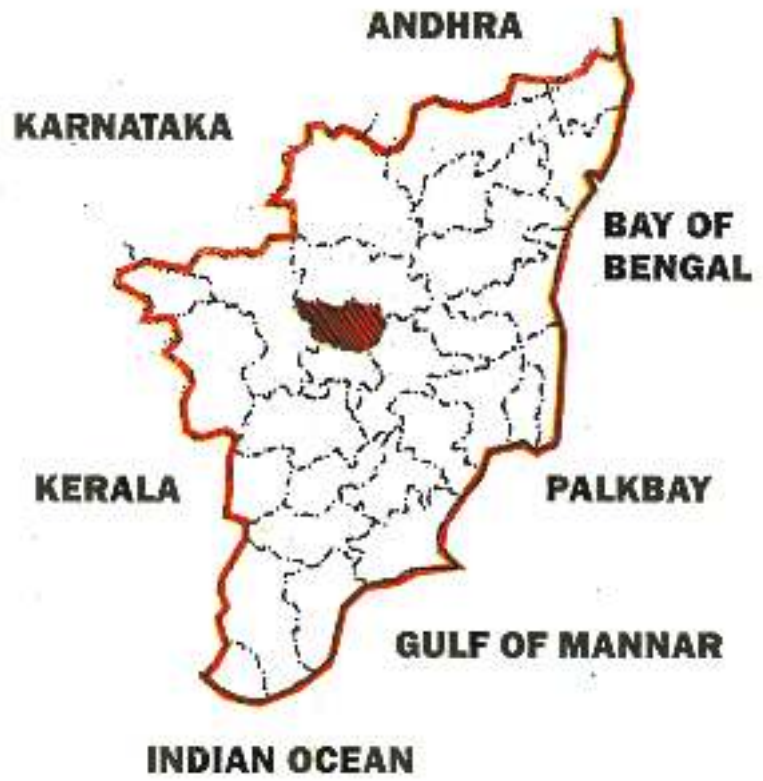 ANDHRA
KARNATAKA
BAY OF
BENGAL
KERALA
PALKBAY
GULF OF MANNAR
INDIAN OCEAN